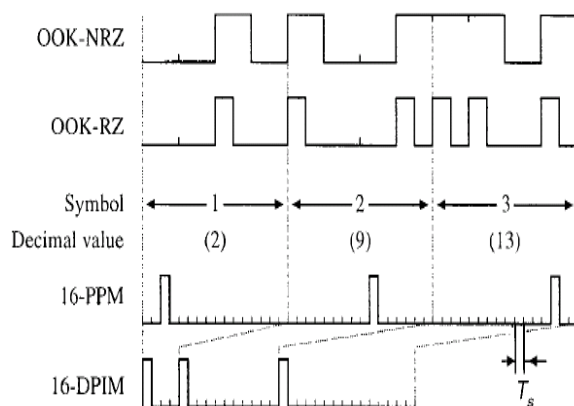 OOK-NRZ
OOK-RZ
Symbol 1 2 3
Decimal value (2) (9) (13)
16-PPM
16-DPIM
Ts